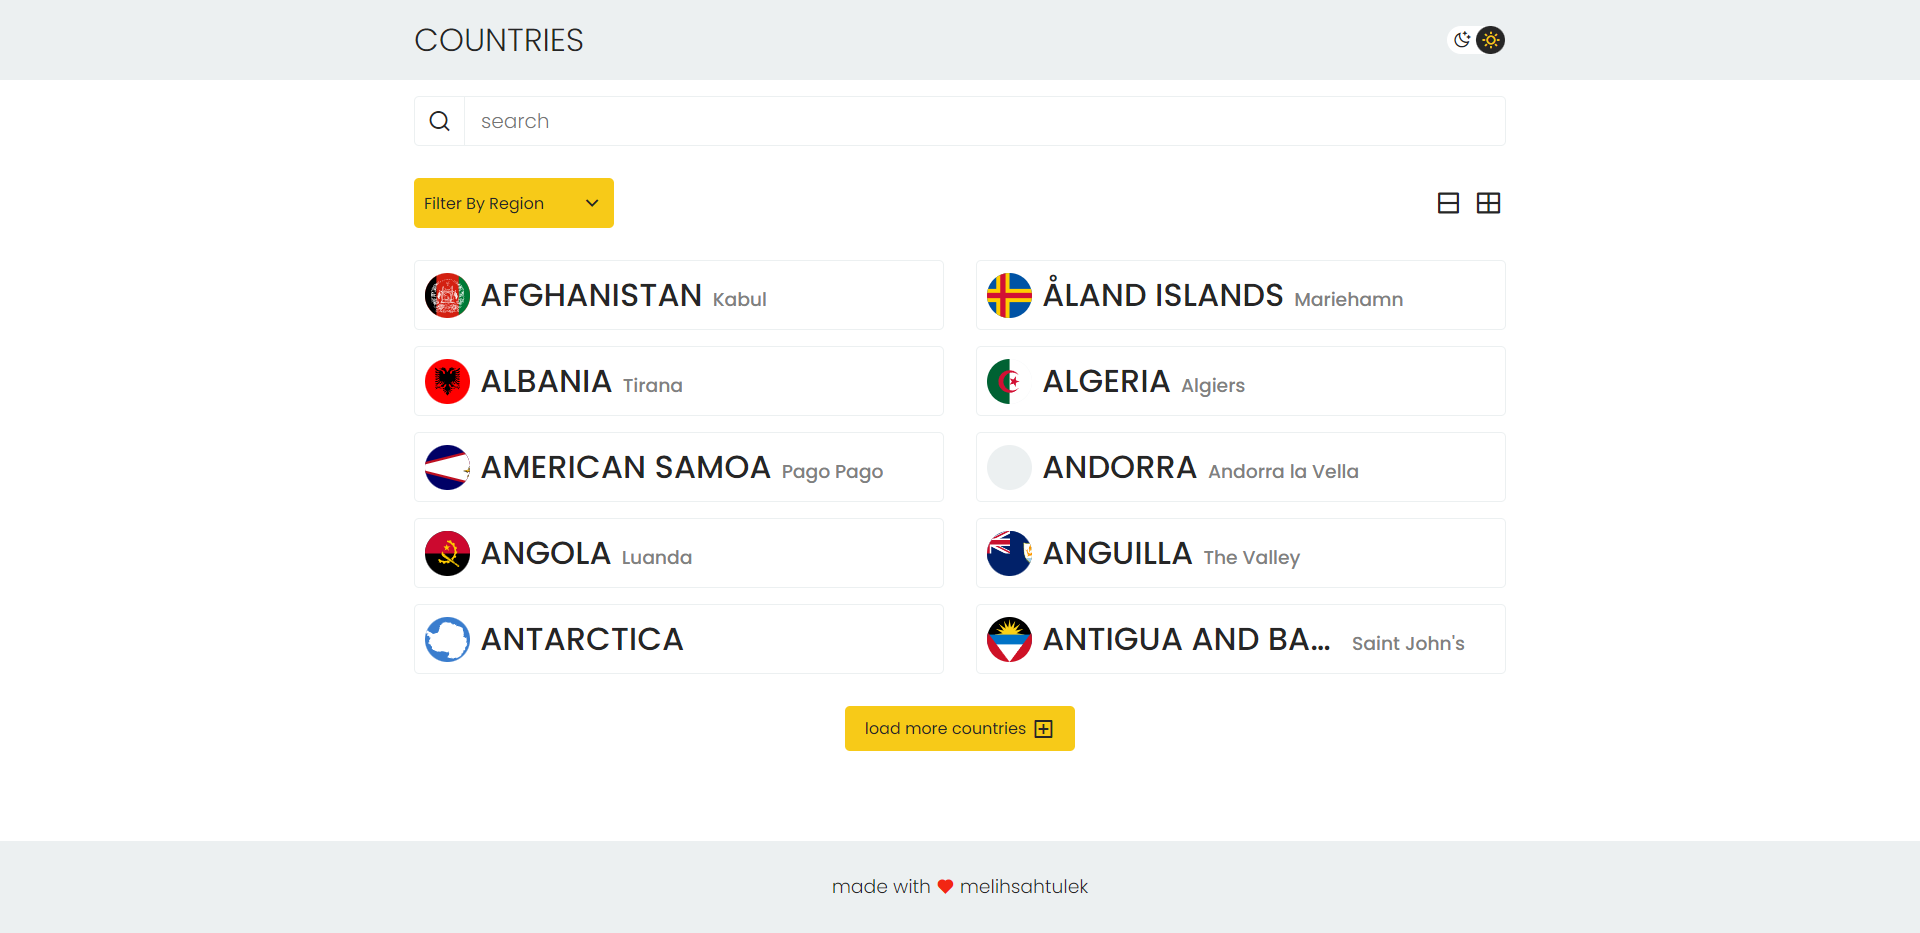 COUNTRIES
search
Filter By Region
AFGHANISTAN Kabul
ÅLAND ISLANDS Mariehamn
ALBANIA Tirana
ALGERIA Algiers
AMERICAN SAMOA Pago Pago
ANDORRA Andorra la Vella
ANGOLA Luanda
ANGUILLA The Valley
ANTARCTICA
ANTIGUA AND BA... Saint John's
load more countries
made with melihsahtulek